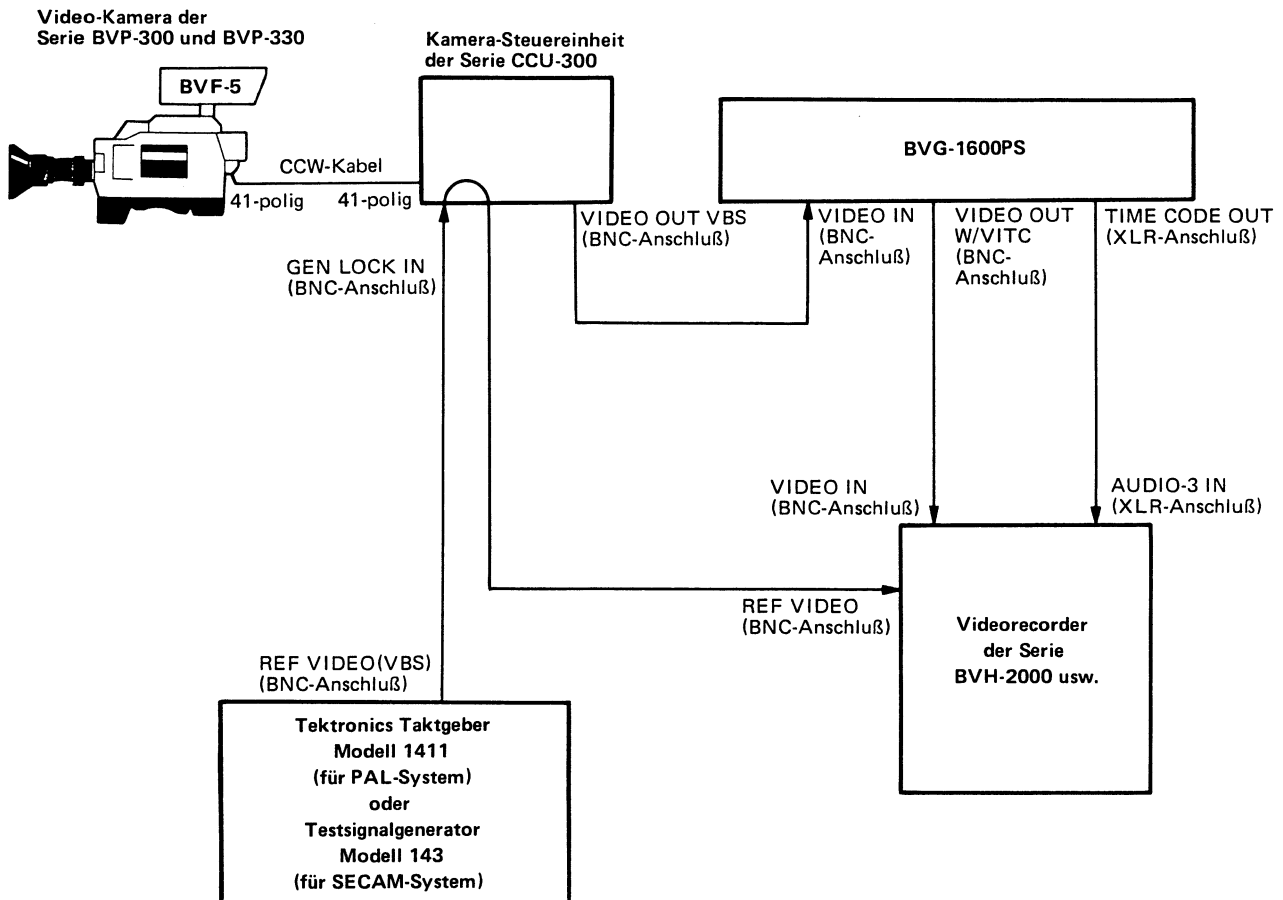 Video-Kamera der
Serie BVP-300 und BVP-330
BVF-5
CCW-Kabel
41-polig
41-polig
Kamera-Steuereinheit
der Serie CCU-300
BVG-1600PS
GEN LOCK IN
(BNC-Anschluß)
VIDEO OUT VBS
(BNC-Anschluß)
VIDEO IN
(BNC-
Anschluß)
VIDEO OUT
W/VITC
(BNC-
Anschluß)
TIME CODE OUT
(XLR-Anschluß)
VIDEO IN
(BNC-Anschluß)
AUDIO-3 IN
(XLR-Anschluß)
REF VIDEO
(BNC-Anschluß)
Videorecorder
der Serie
BVH-2000 usw.
REF VIDEO(VBS)
(BNC-Anschluß)
Tektronics Taktgeber
Modell 1411
(für PAL-System)
oder
Testsignalgenerator
Modell 143
(für SECAM-System)